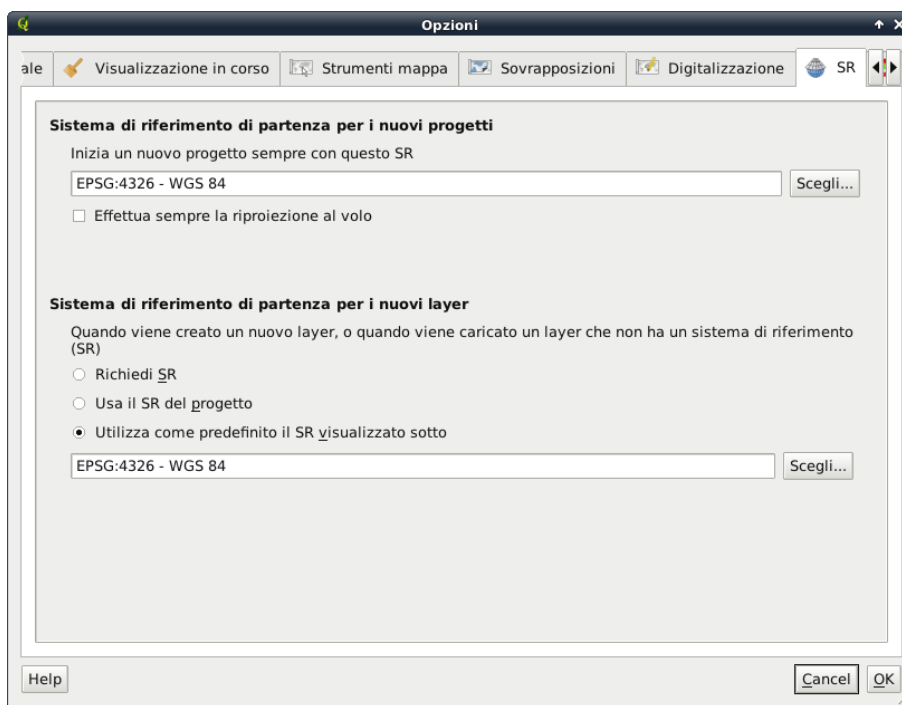 Opzioni
ale Visualizzazione in corso Strumenti mappa Sovrapposizioni Digitalizzazione SR
Sistema di riferimento di partenza per i nuovi progetti
Inizia un nuovo progetto sempre con questo SR
EPSG:4326 - WGS 84 Scegli...
Effettua sempre la riproiezione al volo
Sistema di riferimento di partenza per i nuovi layer
Quando viene creato un nuovo layer, o quando viene caricato un layer che non ha un sistema di riferimento
(SR)
Richiedi SR
Usa il SR del progetto
Utilizza come predefinito il SR visualizzato sotto
EPSG:4326 - WGS 84 Scegli...
Help Cancel OK